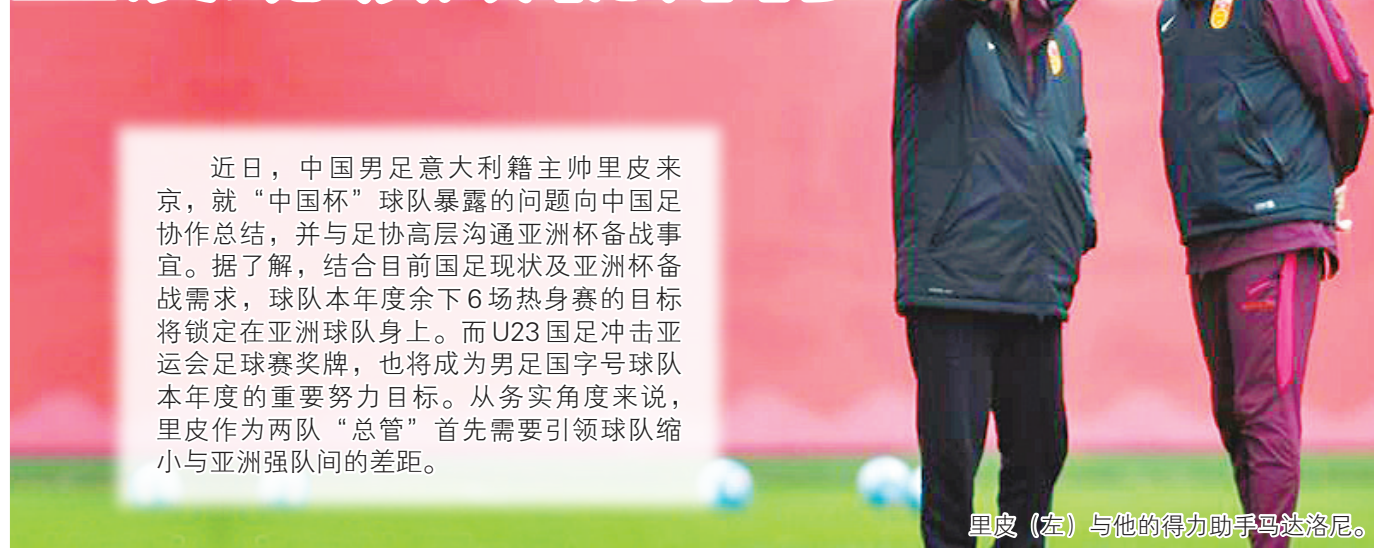 近日，中国男足意大利籍主帅里皮来
京，就“中国杯”球队暴露的问题向中国足
协作总结，并与足协高层沟通亚洲杯备战事
宜。据了解，结合目前国足现状及亚洲杯备
战需求，球队本年度余下6场热身赛的目标
将锁定在亚洲球队身上。而U23国足冲击亚
运会足球赛奖牌，也将成为男足国字号球队
本年度的重要努力目标。从务实角度来说，
里皮作为两队“总管”首先需要引领球队缩
小与亚洲强队间的差距。
里皮（左）与他的得力助手马达洛尼。